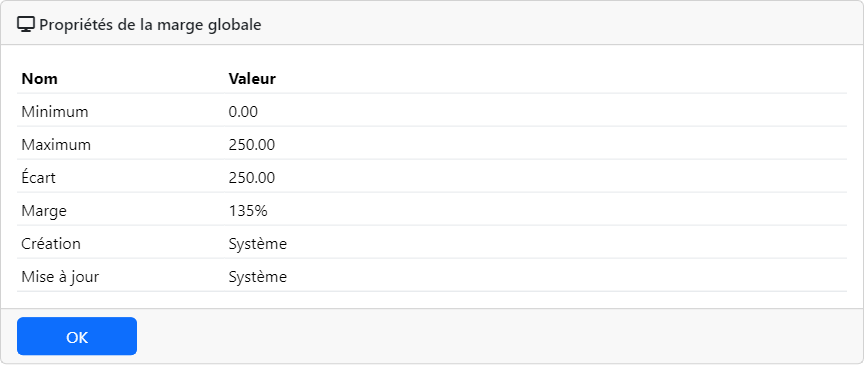 Propriétés de la marge globale
Nom Valeur
Minimum 0.00
Maximum 250.00
Écart 250.00
Marge 135%
Création Système
Mise à jour Système
OK